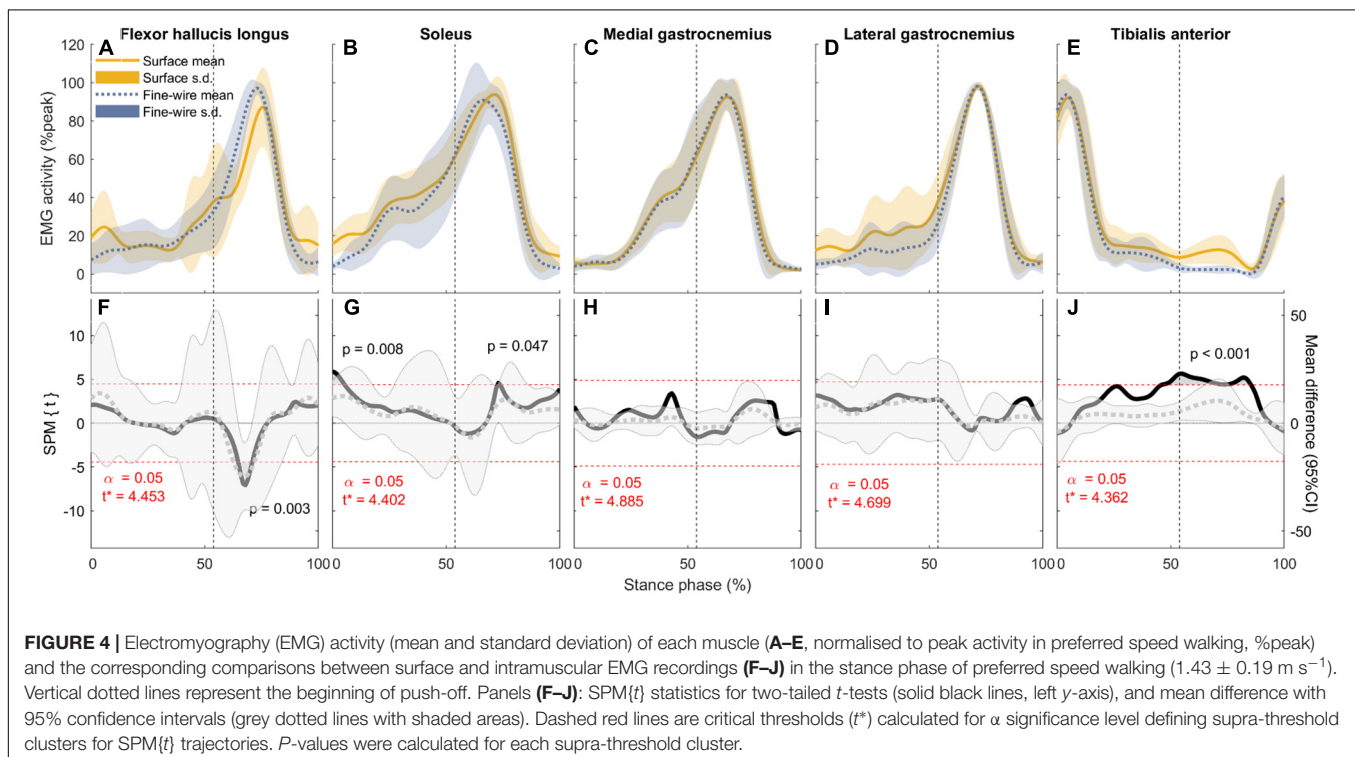 Flexor hallucis longus
Soleus
Medial gastrocnemius
Lateral gastrocnemius
Tibialis anterior
A
B
C
D
E
EMG activity (%peak)
120
100
80
60
40
20
0
Surface mean
Surface s.d.
Fine-wire mean
Fine-wire s.d.
F
G
H
I
J
SPM { t }
10
5
0
-5
-10
α = 0.05
t* = 4.453
p = 0.003
p = 0.008
p = 0.047
α = 0.05
t* = 4.402
α = 0.05
t* = 4.885
α = 0.05
t* = 4.699
p < 0.001
α = 0.05
t* = 4.362
50
0
-50
Mean difference (95%CI)
0 50 100 0 50 100 0 50 100 0 50 100 0 50 100
Stance phase (%)
FIGURE 4 | Electromyography (EMG) activity (mean and standard deviation) of each muscle (A–E, normalised to peak activity in preferred speed walking, %peak)
and the corresponding comparisons between surface and intramuscular EMG recordings (F–J) in the stance phase of preferred speed walking (1.43 ± 0.19 m s⁻¹).
Vertical dotted lines represent the beginning of push-off. Panels (F–J): SPM{t} statistics for two-tailed t-tests (solid black lines, left y-axis), and mean difference with
95% confidence intervals (grey dotted lines with shaded areas). Dashed red lines are critical thresholds (t*) calculated for α significance level defining supra-threshold
clusters for SPM{t} trajectories. P-values were calculated for each supra-threshold cluster.